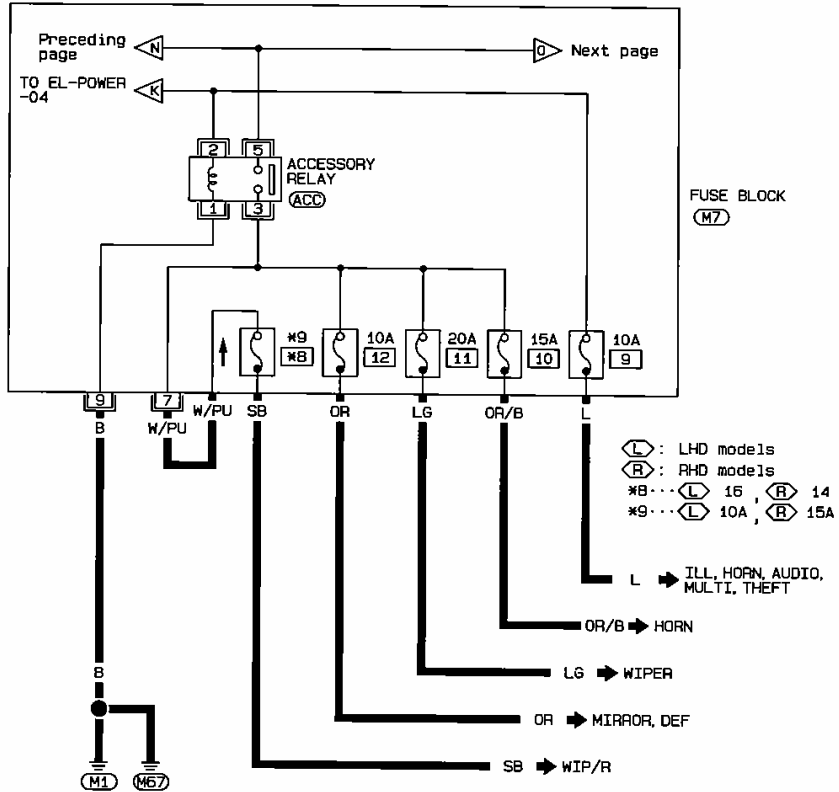 Preceding page N O Next page
TO EL-POWER -04 K
2 5
ACCESSORY RELAY
ACC
1 3
FUSE BLOCK
M7
*9 10A 20A 15A 10A
*8 12 11 10 9
9 7 W/PU SB OR LG OR/B L
B W/PU
L : LHD models
R : RHD models
*8··· L 16 , R 14
*9··· L 10A , R 15A
L ILL, HORN, AUDIO, MULTI, THEFT
OR/B HORN
B LG WIPER
OR MIRROR, DEF
SB WIP/R
M1 M67